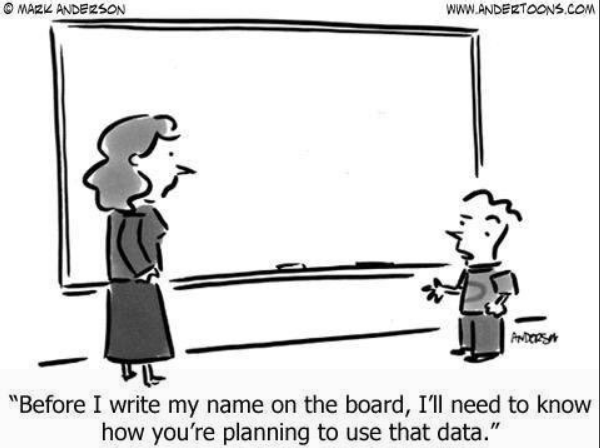 © MARK ANDERSON
WWW.ANDERTOONS.COM
ANDERSON
"Before I write my name on the board, I'll need to know
how you're planning to use that data."